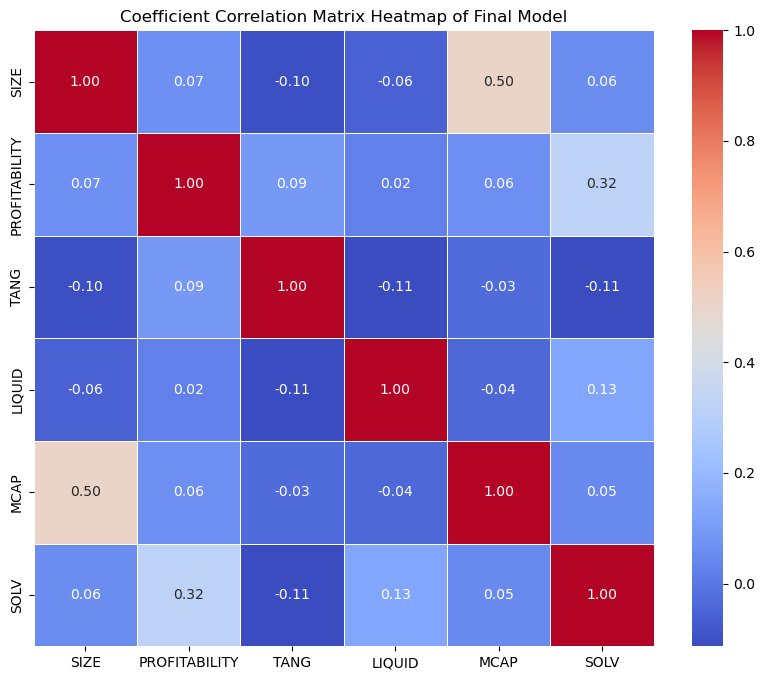 Coefficient Correlation Matrix Heatmap of Final Model
SIZE 1.00 0.07 -0.10 -0.06 0.50 0.06
PROFITABILITY 0.07 1.00 0.09 0.02 0.06 0.32
TANG -0.10 0.09 1.00 -0.11 -0.03 -0.11
LIQUID -0.06 0.02 -0.11 1.00 -0.04 0.13
MCAP 0.50 0.06 -0.03 -0.04 1.00 0.05
SOLV 0.06 0.32 -0.11 0.13 0.05 1.00
SIZE PROFITABILITY TANG LIQUID MCAP SOLV
1.0
0.8
0.6
0.4
0.2
0.0